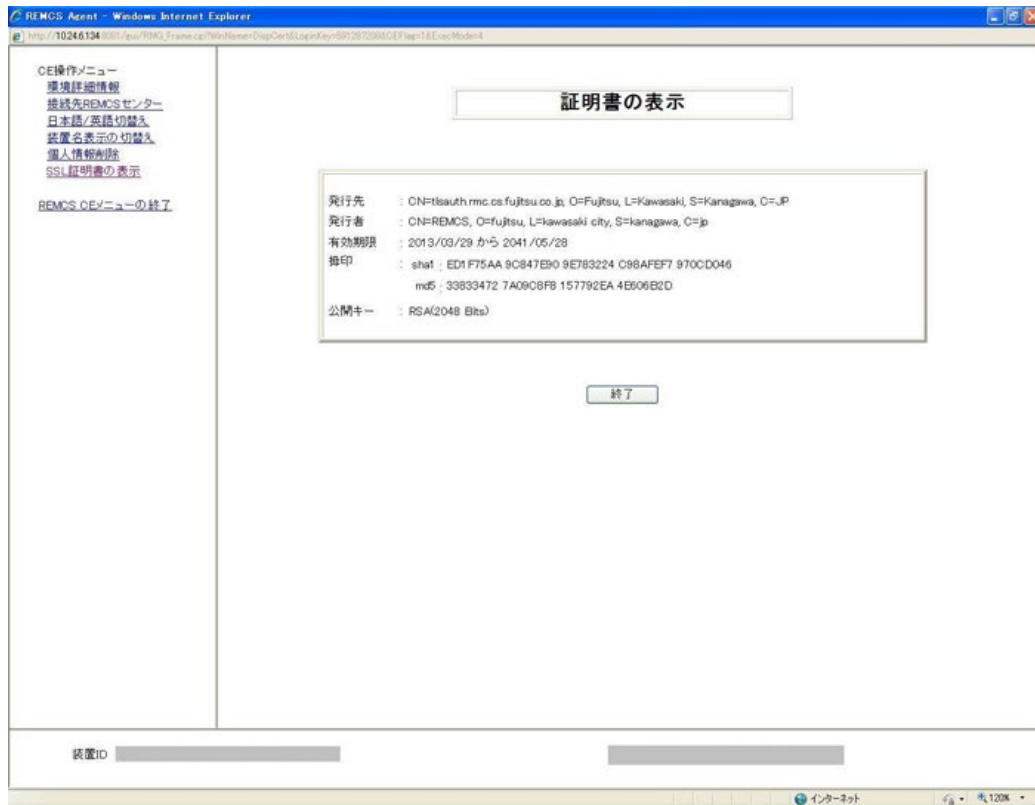 REMCS Agent - Windows Internet Explorer
CE操作メニュー
環境詳細情報
接続先REMCSセンター
日本語/英語切替え
装置名表示の切替え
個人情報削除
SSL証明書の表示
REMCS CEメニューの終了
証明書の表示
発行先 : CN=tlsauth.rmc.cs.fujitsu.co.jp, O=Fujitsu, L=Kawasaki, S=Kanagawa, C=JP
発行者 : CN=REMCS, O=fujitsu, L=kawasaki city, S=kanagawa, C=jp
有効期限 : 2013/03/29 から 2041/05/28
拇印 : sha1 : ED1F75AA 9C847E90 9E783224 C98AFEF7 970CD046
md5 : 33833472 7A09C8F8 157792EA 4E606B2D
公開キー : RSA(2048 Bits)
終了
装置ID
インターネット
120%